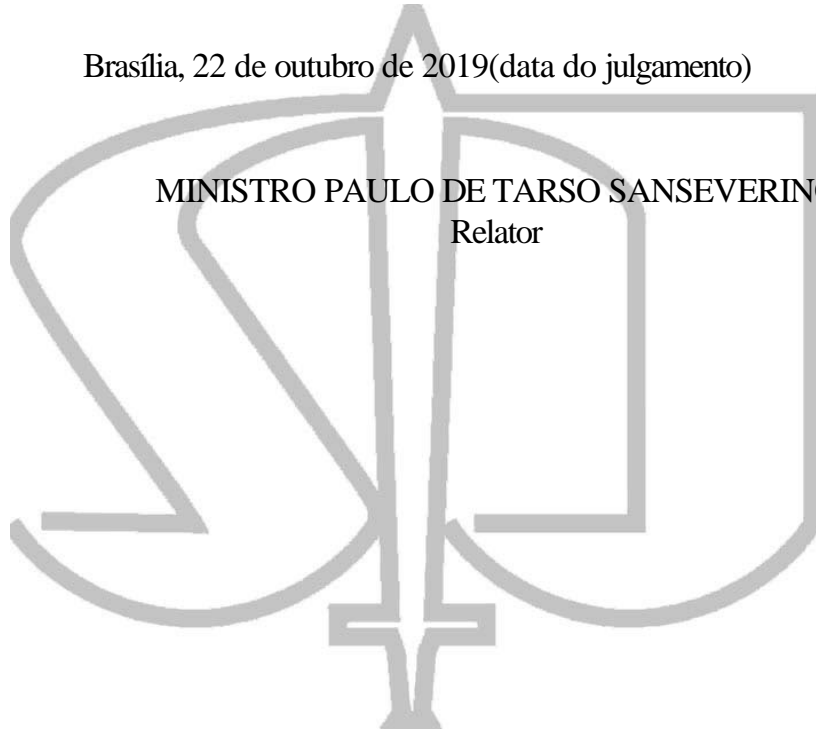 Brasília, 22 de outubro de 2019(data do julgamento)
MINISTRO PAULO DE TARSO SANSEVERIN
Relator